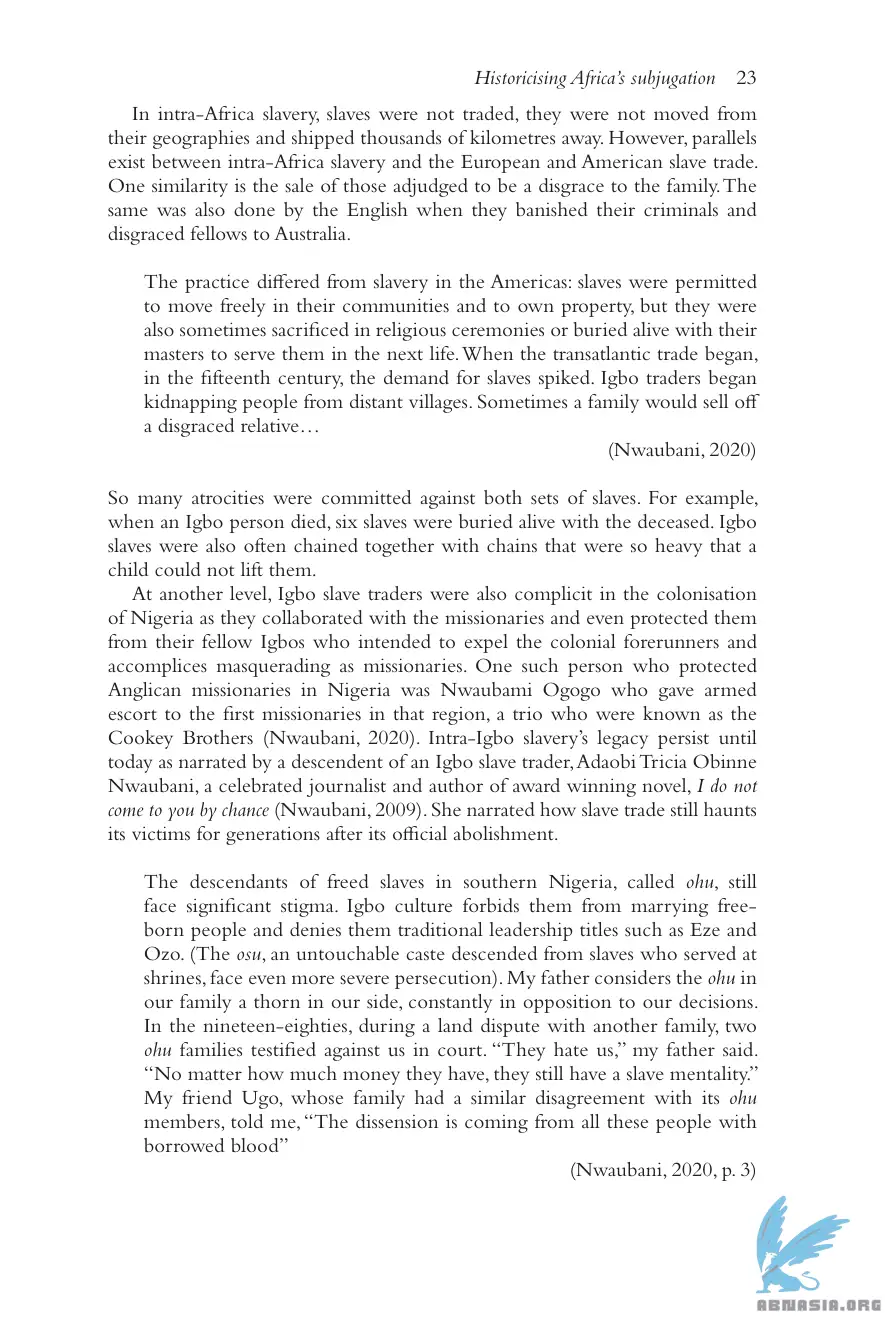 Historicising Africa's subjugation 23
In intra-Africa slavery, slaves were not traded, they were not moved from
their geographies and shipped thousands of kilometres away. However, parallels
exist between intra-Africa slavery and the European and American slave trade.
One similarity is the sale of those adjudged to be a disgrace to the family. The
same was also done by the English when they banished their criminals and
disgraced fellows to Australia.
The practice differed from slavery in the Americas: slaves were permitted
to move freely in their communities and to own property, but they were
also sometimes sacrificed in religious ceremonies or buried alive with their
masters to serve them in the next life. When the transatlantic trade began,
in the fifteenth century, the demand for slaves spiked. Igbo traders began
kidnapping people from distant villages. Sometimes a family would sell off
a disgraced relative…
(Nwaubani, 2020)
So many atrocities were committed against both sets of slaves. For example,
when an Igbo person died, six slaves were buried alive with the deceased. Igbo
slaves were also often chained together with chains that were so heavy that a
child could not lift them.
At another level, Igbo slave traders were also complicit in the colonisation
of Nigeria as they collaborated with the missionaries and even protected them
from their fellow Igbos who intended to expel the colonial forerunners and
accomplices masquerading as missionaries. One such person who protected
Anglican missionaries in Nigeria was Nwaubami Ogogo who gave armed
escort to the first missionaries in that region, a trio who were known as the
Cookey Brothers (Nwaubani, 2020). Intra-Igbo slavery's legacy persist until
today as narrated by a descendent of an Igbo slave trader, Adaobi Tricia Obinne
Nwaubani, a celebrated journalist and author of award winning novel, I do not
come to you by chance (Nwaubani, 2009). She narrated how slave trade still haunts
its victims for generations after its official abolishment.
The descendants of freed slaves in southern Nigeria, called ohu, still
face significant stigma. Igbo culture forbids them from marrying free-
born people and denies them traditional leadership titles such as Eze and
Ozo. (The osu, an untouchable caste descended from slaves who served at
shrines, face even more severe persecution). My father considers the ohu in
our family a thorn in our side, constantly in opposition to our decisions.
In the nineteen-eighties, during a land dispute with another family, two
ohu families testified against us in court. “They hate us,” my father said.
“No matter how much money they have, they still have a slave mentality.”
My friend Ugo, whose family had a similar disagreement with its ohu
members, told me, “The dissension is coming from all these people with
borrowed blood”
(Nwaubani, 2020, p. 3)
ABNASIA.ORG